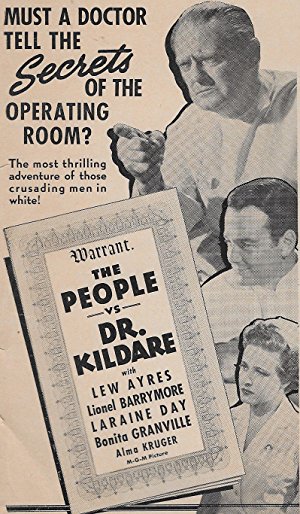 MUST A DOCTOR
TELL THE
Secrets
OF THE
OPERATING
ROOM?
The most thrilling
adventure of those
crusading men in
white!
Warrant.
THE
PEOPLE
VS
DR.
KILDARE
with
LEW AYRES
Lionel BARRYMORE
LARAINE DAY
Bonita GRANVILLE
Alma KRUGER
M-G-M Picture